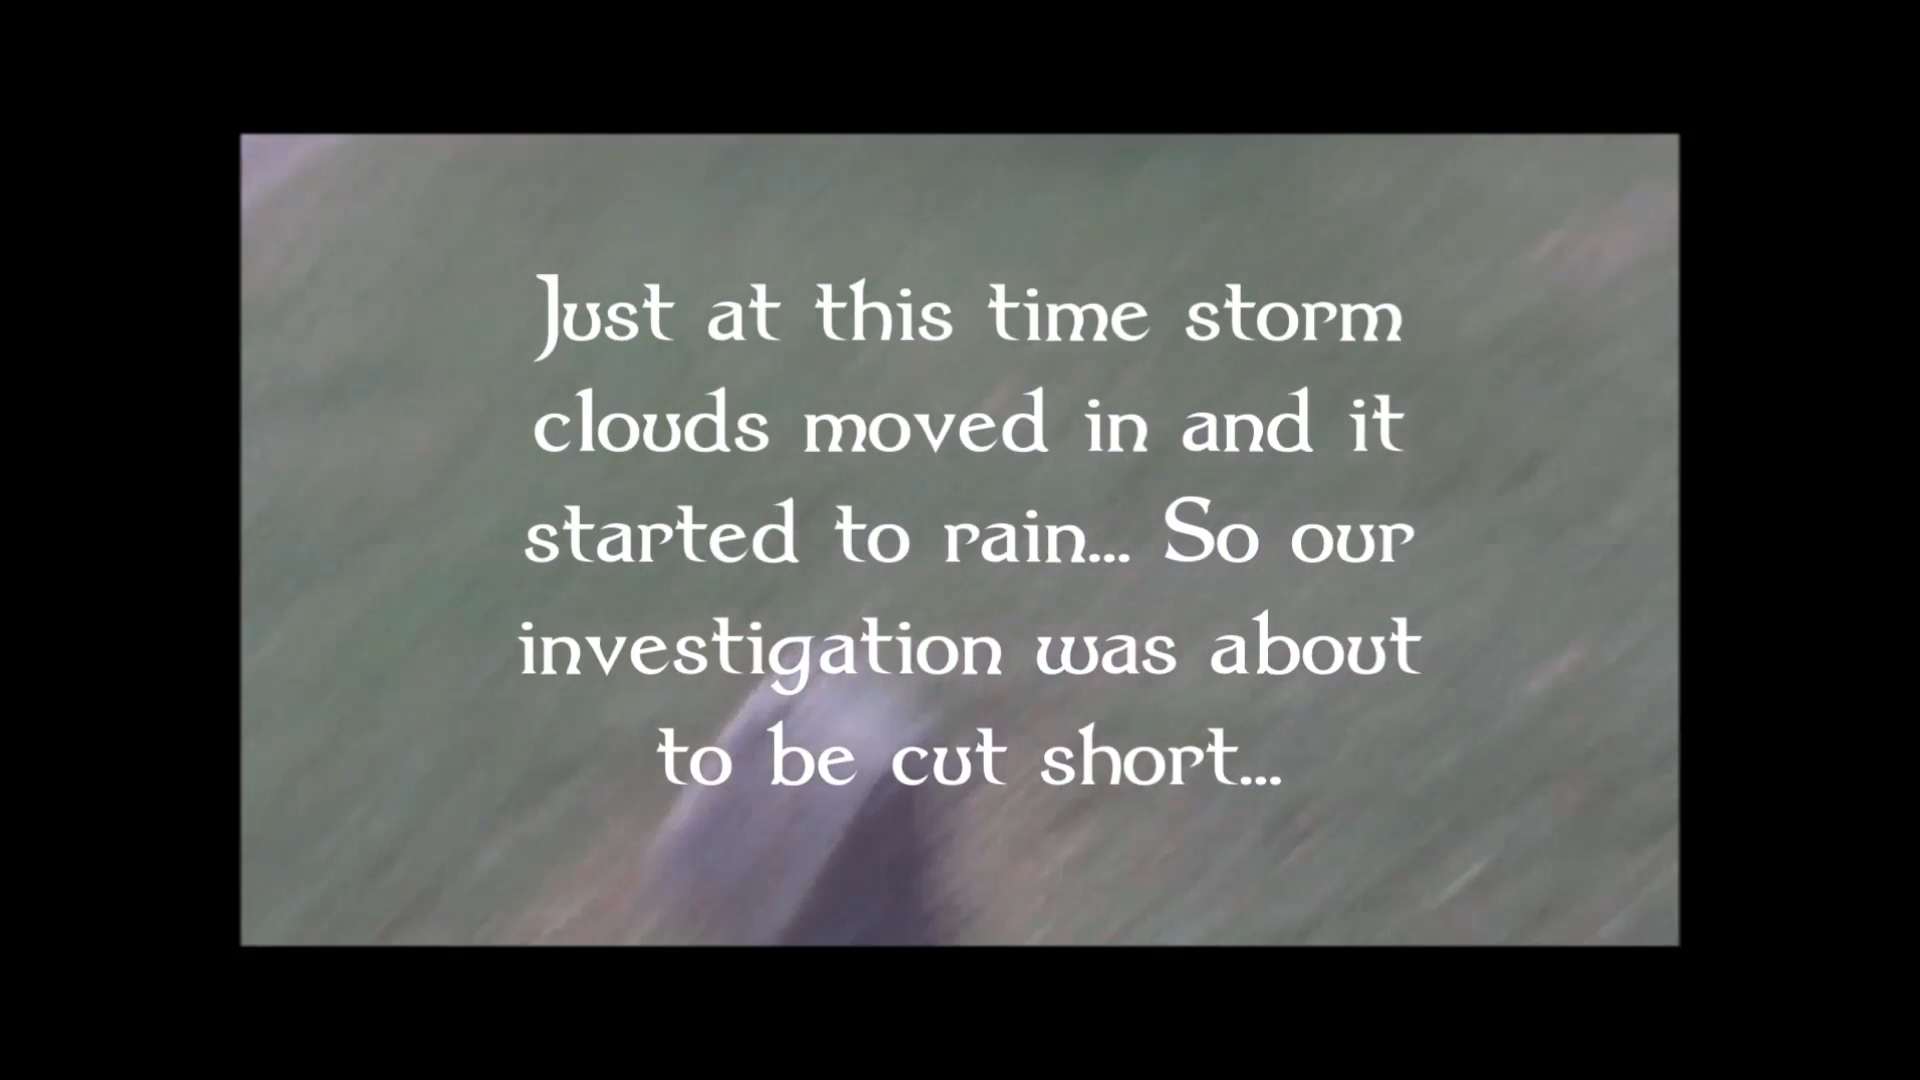 Just at this time storm
clouds moved in and it
started to rain... So our
investigation was about
to be cut short...